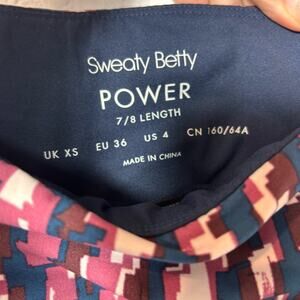 Sweaty Betty
POWER
7/8 LENGTH
UK XS EU 36 US 4 CN 160/64A
MADE IN CHINA